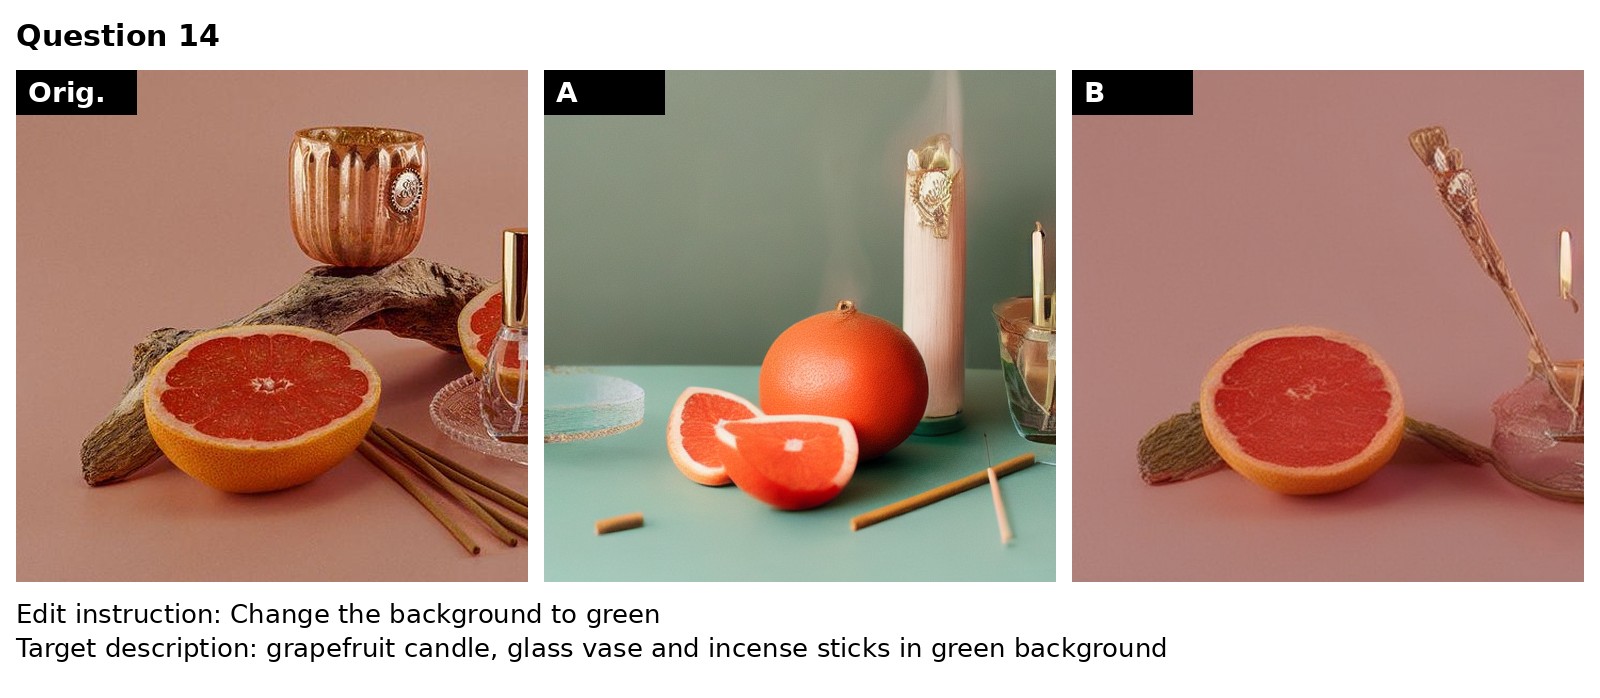 Question 14
Orig.
A
B
Edit instruction: Change the background to green
Target description: grapefruit candle, glass vase and incense sticks in green background